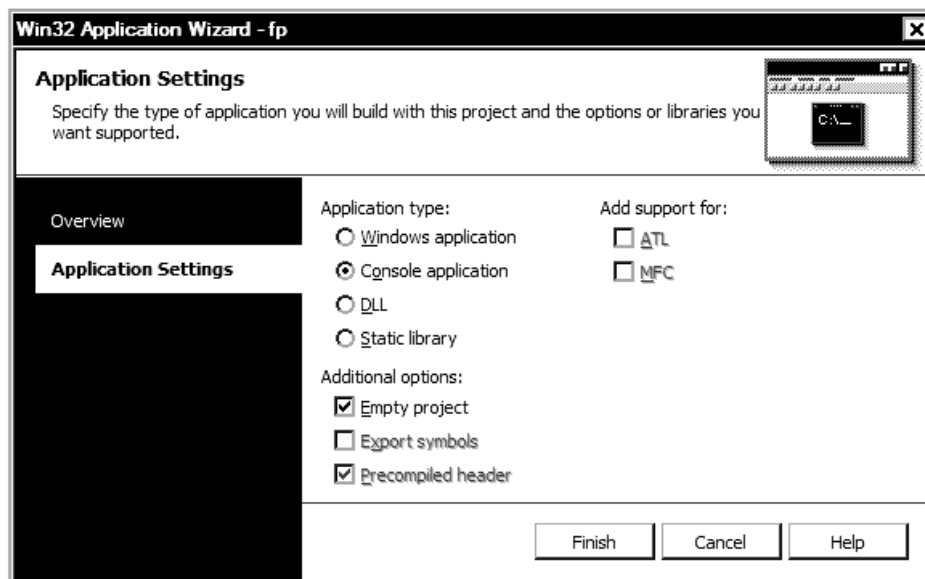 Win32 Application Wizard - fp
Application Settings
Specify the type of application you will build with this project and the options or libraries you
want supported.
C:\_
Overview
Application Settings
Application type:
Windows application
Console application
DLL
Static library
Add support for:
ATL
MFC
Additional options:
Empty project
Export symbols
Precompiled header
Finish
Cancel
Help